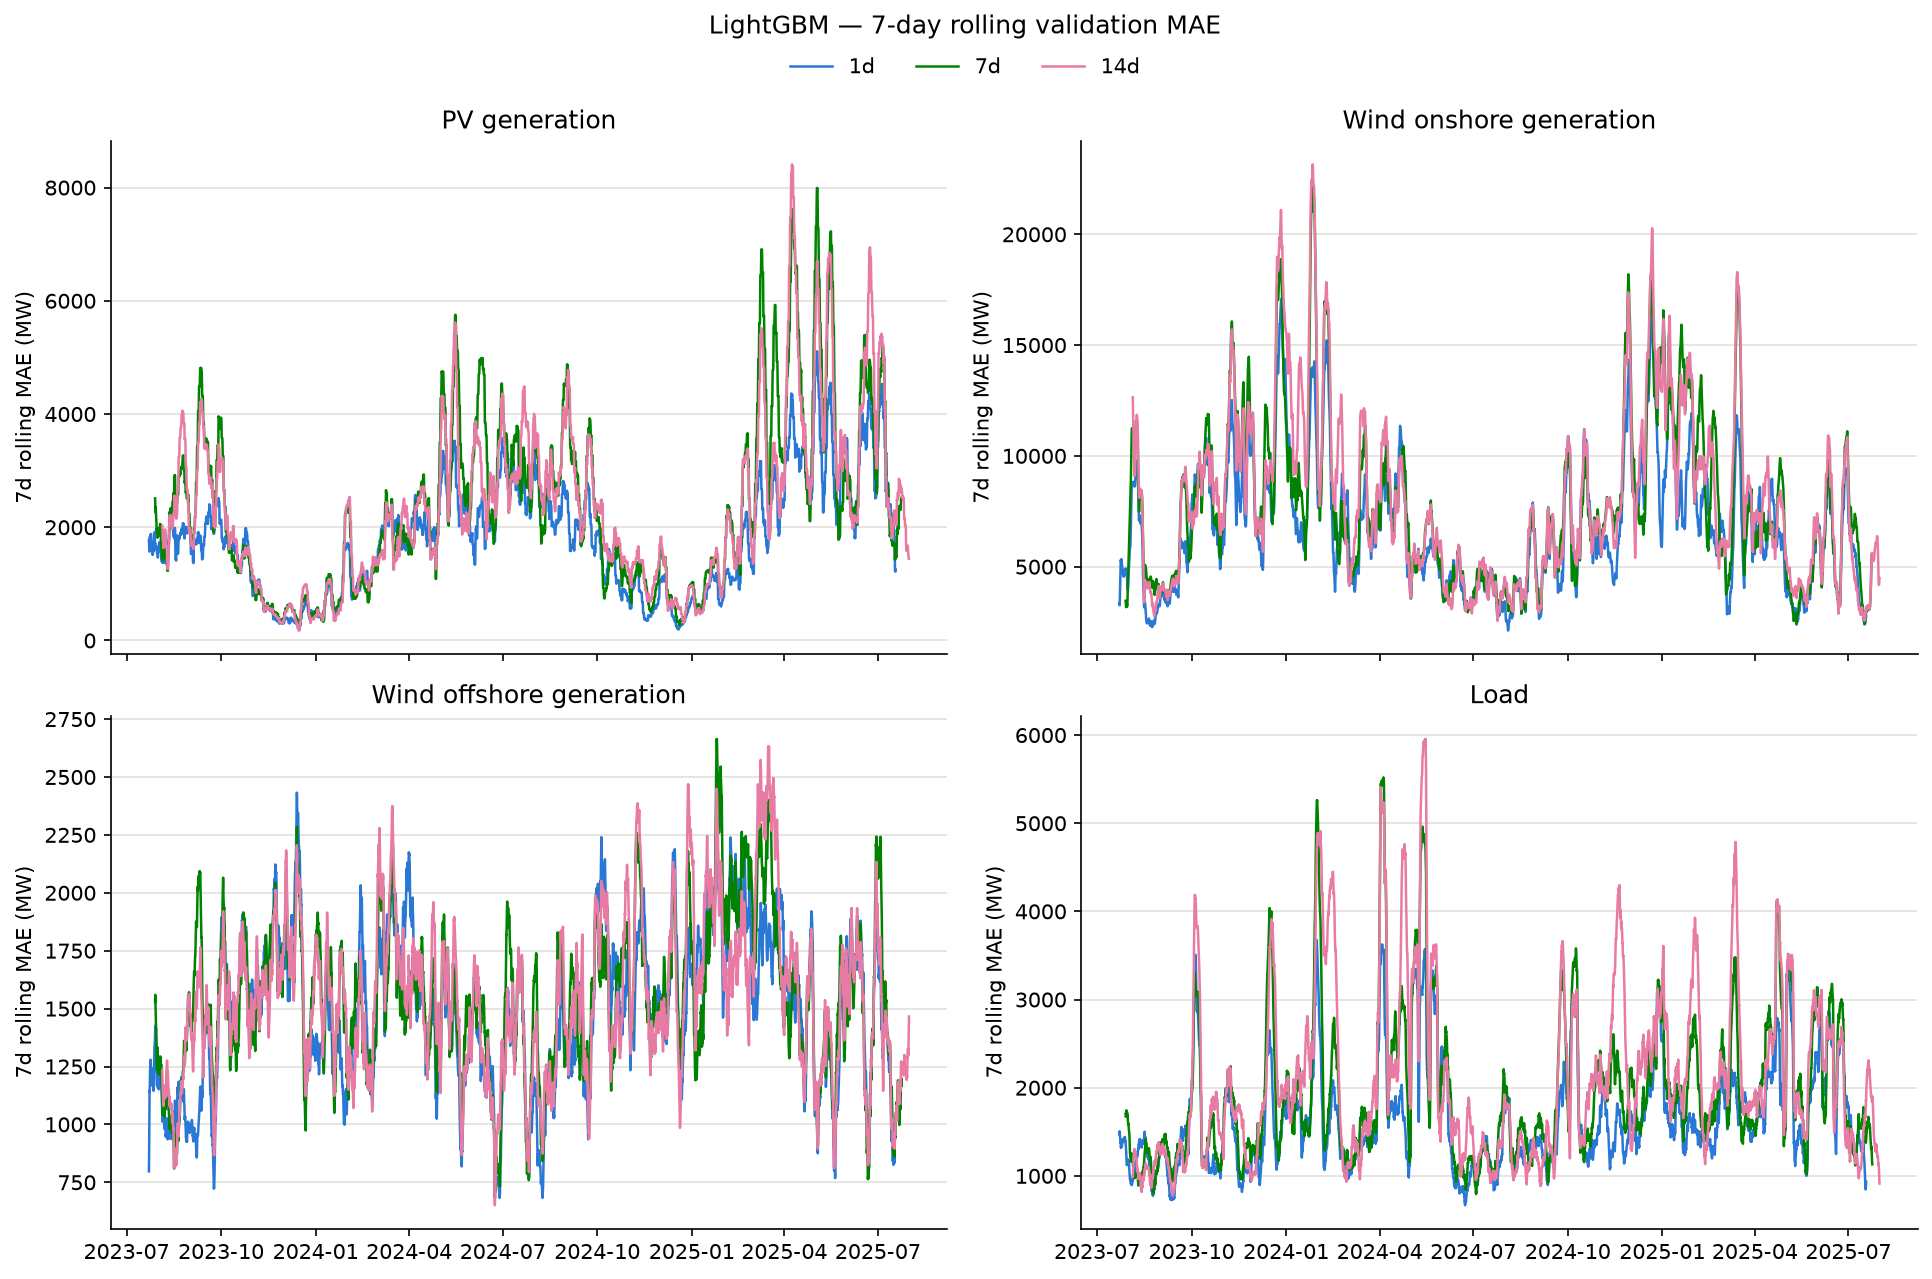 LightGBM — 7-day rolling validation MAE
1d 7d 14d
PV generation
7d rolling MAE (MW)
8000
6000
4000
2000
0
Wind onshore generation
7d rolling MAE (MW)
20000
15000
10000
5000
Wind offshore generation
7d rolling MAE (MW)
2750
2500
2250
2000
1750
1500
1250
1000
750
2023-07 2023-10 2024-01 2024-04 2024-07 2024-10 2025-01 2025-04 2025-07
Load
7d rolling MAE (MW)
6000
5000
4000
3000
2000
1000
2023-07 2023-10 2024-01 2024-04 2024-07 2024-10 2025-01 2025-04 2025-07